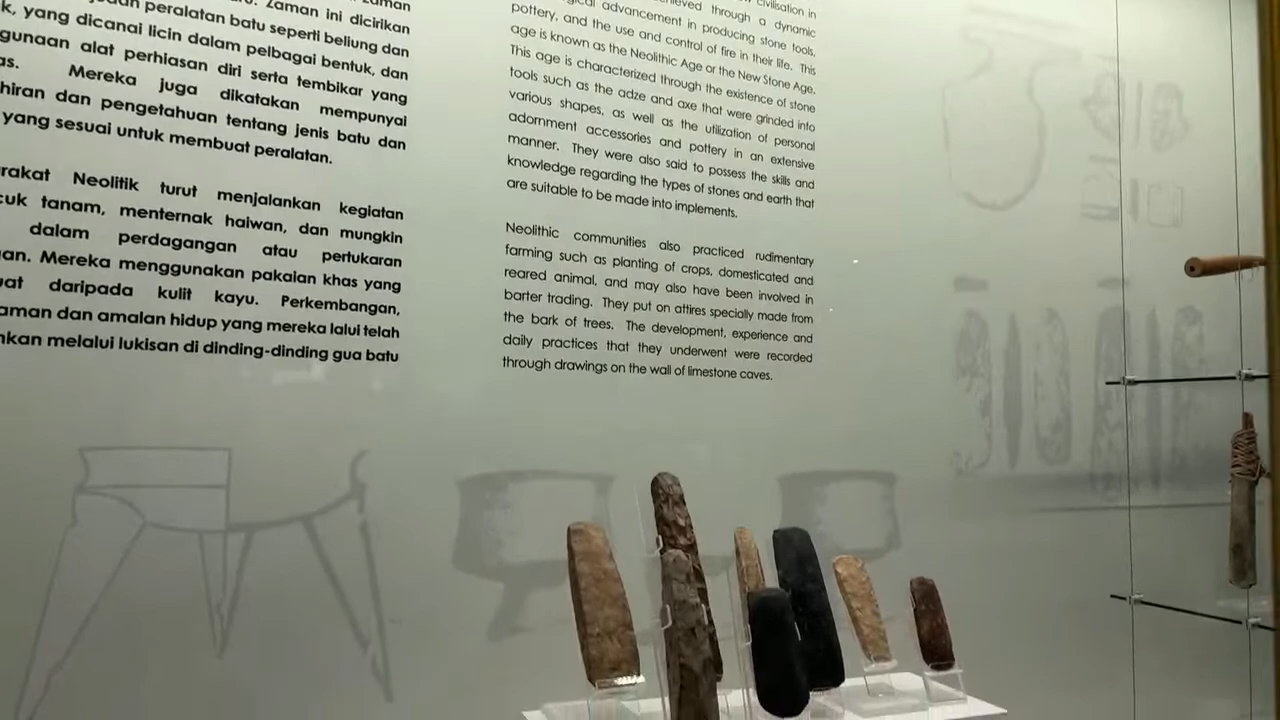 zaman
Zaman ini dicirikan
peralatan batu seperti beliung dan
k, yang dicanai licin dalam pelbagai bentuk, dan
gunaan alat perhiasan diri serta tembikar yang
as. Mereka juga dikatakan mempunyai
hiran dan pengetahuan tentang jenis batu dan
yang sesuai untuk membuat peralatan.
rakat Neolitik turut menjalankan kegiatan
cuk tanam, menternak haiwan, dan mungkin
dalam perdagangan atau pertukaran
an. Mereka menggunakan pakaian khas yang
uat daripada kulit kayu. Perkembangan,
aman dan amalan hidup yang mereka lalui telah
nkan melalui lukisan di dinding-dinding gua batu
civilisation in
through a dynamic
advancement in producing stone tools,
pottery, and the use and control of fire in their life. This
age is known as the Neolithic Age or the New Stone Age.
This age is characterized through the existence of stone
tools such as the adze and axe that were grinded into
various shapes, as well as the utilization of personal
adornment accessories and pottery in an extensive
manner. They were also said to possess the skills and
knowledge regarding the types of stones and earth that
are suitable to be made into implements.
Neolithic communities also practiced rudimentary
farming such as planting of crops, domesticated and
reared animal, and may also have been involved in
barter trading. They put on attires specially made from
the bark of trees. The development, experience and
daily practices that they underwent were recorded
through drawings on the wall of limestone caves.